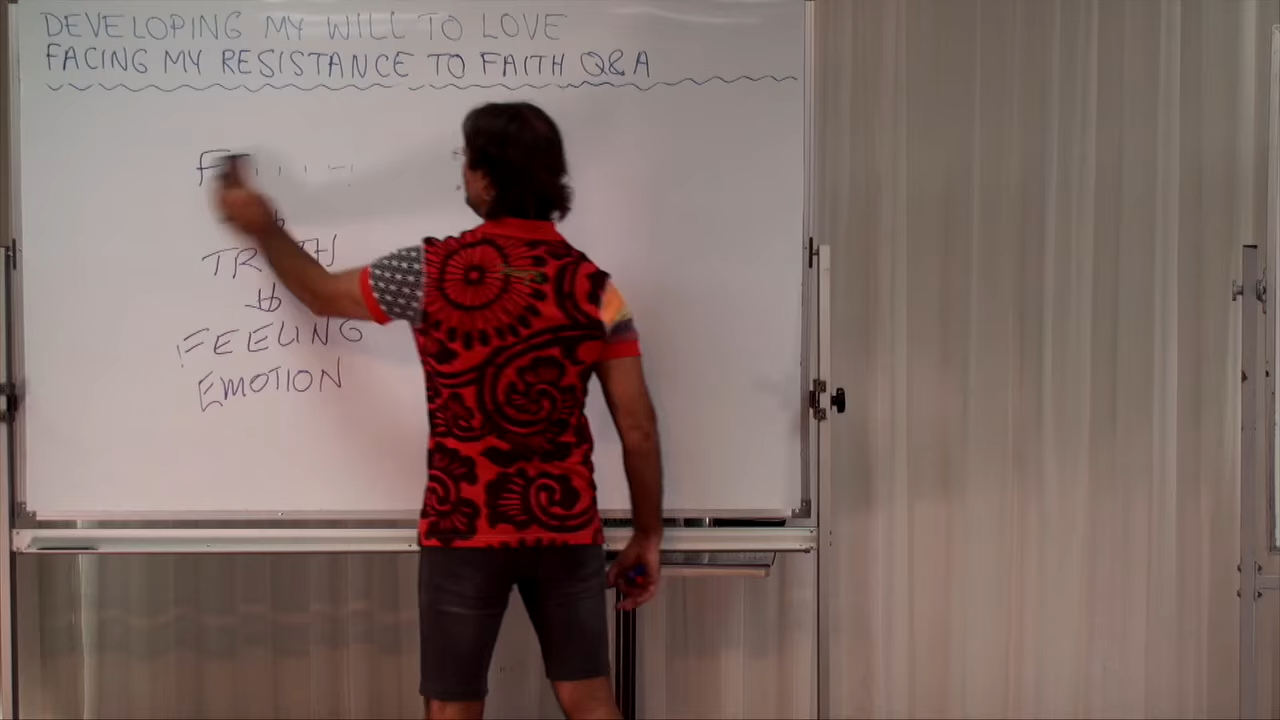 DEVELOPING MY WILL TO LOVE
FACING MY RESISTANCE TO FAITH Q&A
FEELING
EMOTION